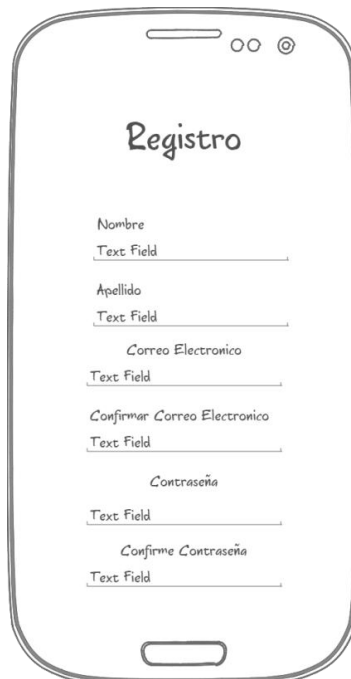 Registro
Nombre
Text Field
Apellido
Text Field
Correo Electronico
Text Field
Confirmar Correo Electronico
Text Field
Contraseña
Text Field
Confirme Contraseña
Text Field